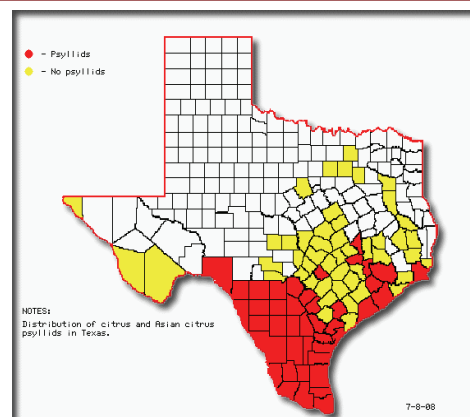 - Psyllids
- No psyllids
NOTES:
Distribution of citrus and Asian citrus
psyllids in Texas.
7-8-08